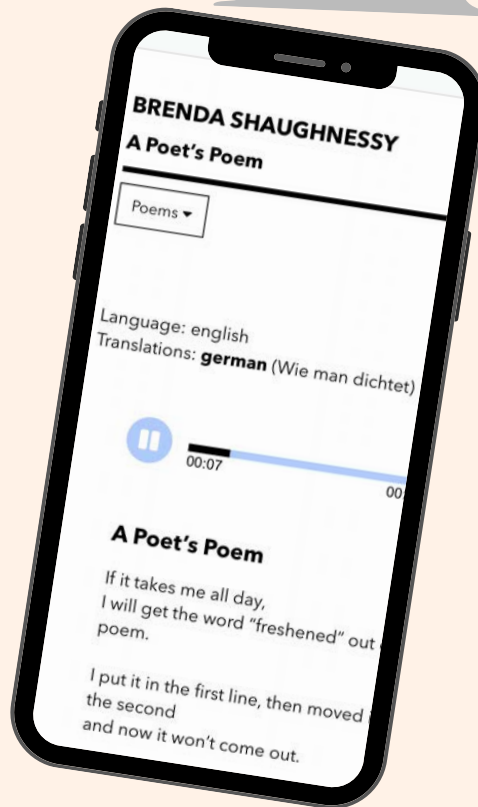 BRENDA SHAUGHNESSY
A Poet's Poem
Poems
Language: english
Translations: german (Wie man dichtet)
00:07
00:
A Poet's Poem
If it takes me all day,
I will get the word “freshened” out
poem.
I put it in the first line, then moved
the second
and now it won't come out.